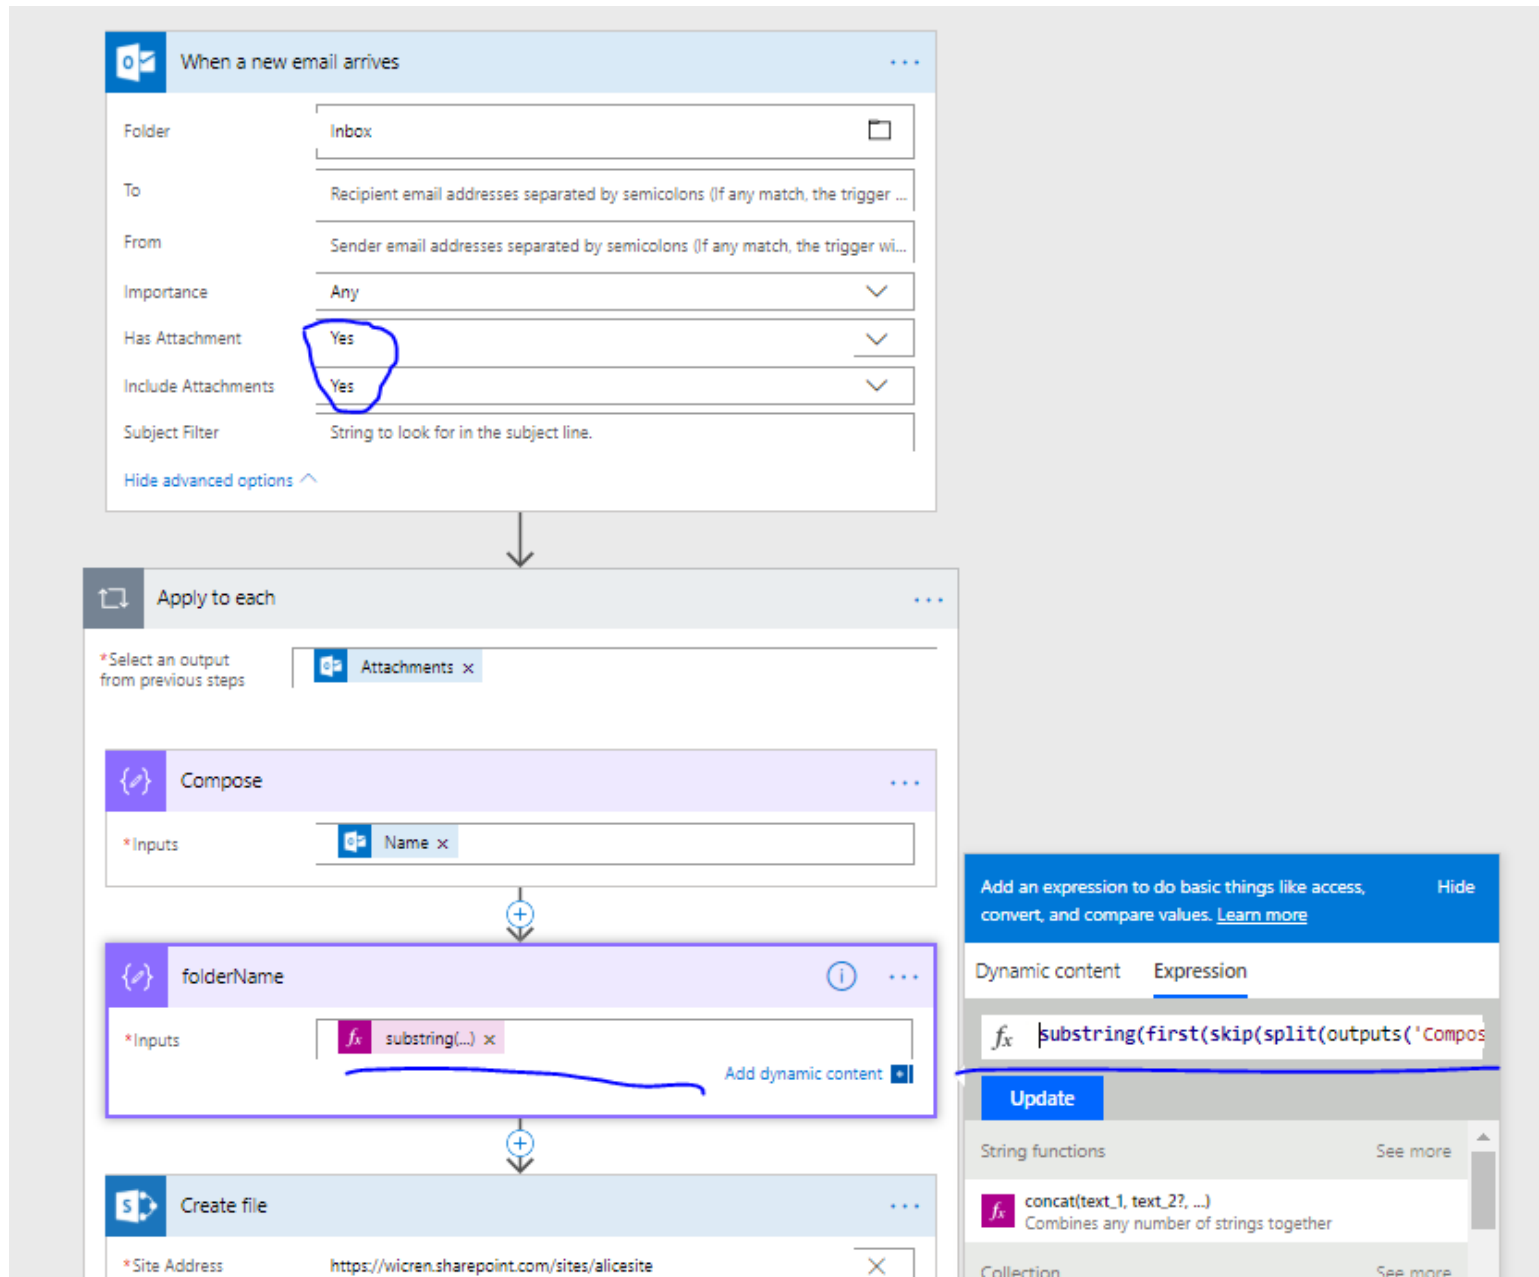 When a new email arrives
Folder Inbox
To Recipient email addresses separated by semicolons (If any match, the trigger ...
From Sender email addresses separated by semicolons (If any match, the trigger wi...
Importance Any
Has Attachment Yes
Include Attachments Yes
Subject Filter String to look for in the subject line.
Hide advanced options
Apply to each
*Select an output
from previous steps
Attachments x
Compose
*Inputs Name x
folderName
*Inputs fx substring(...) x
Add dynamic content
Create file
*Site Address https://wicren.sharepoint.com/sites/alicesite
Add an expression to do basic things like access, Hide
convert, and compare values. Learn more
Dynamic content Expression
fx substring(first(skip(split(outputs('Compos
Update
String functions See more
fx concat(text_1, text_2?, ...)
Combines any number of strings together
Collection See more